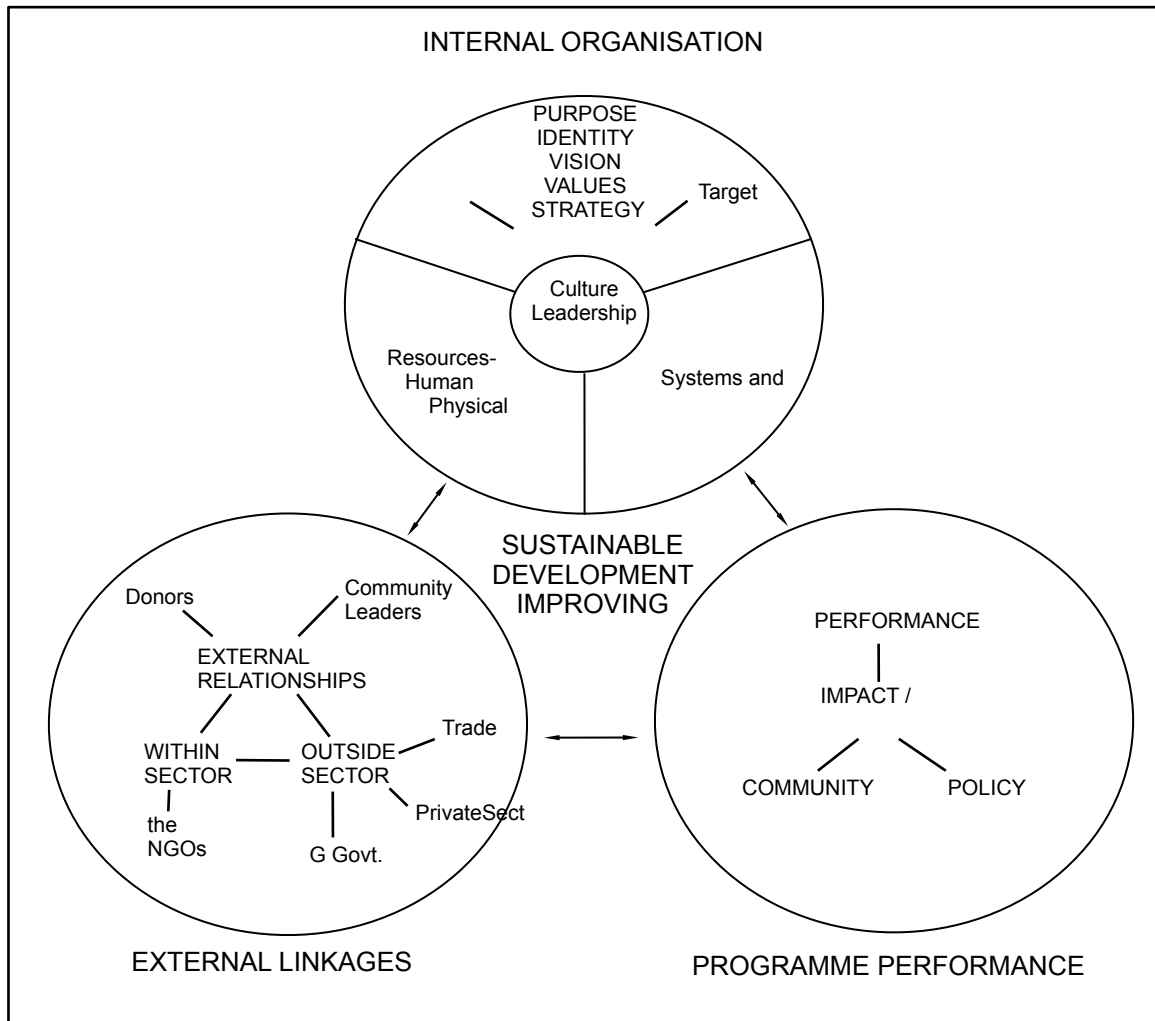 INTERNAL ORGANISATION
PURPOSE
IDENTITY
VISION
VALUES
STRATEGY
Target
Culture
Leadership
Resources-
Human
Physical
Systems and
SUSTAINABLE
DEVELOPMENT
IMPROVING
Donors
Community
Leaders
EXTERNAL
RELATIONSHIPS
WITHIN
SECTOR
OUTSIDE
SECTOR
Trade
PrivateSect
the
NGOs
G Govt.
EXTERNAL LINKAGES
PERFORMANCE
IMPACT /
COMMUNITY
POLICY
PROGRAMME PERFORMANCE